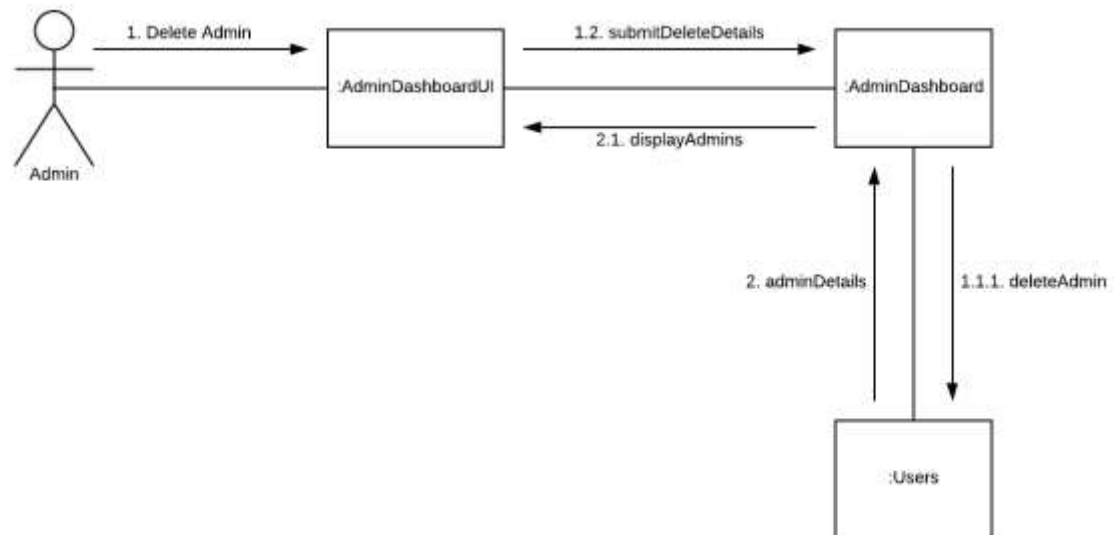 1. Delete Admin
1.2. submitDeleteDetails
:AdminDashboardUI
:AdminDashboard
2.1. displayAdmins
Admin
2. adminDetails
1.1.1. deleteAdmin
:Users